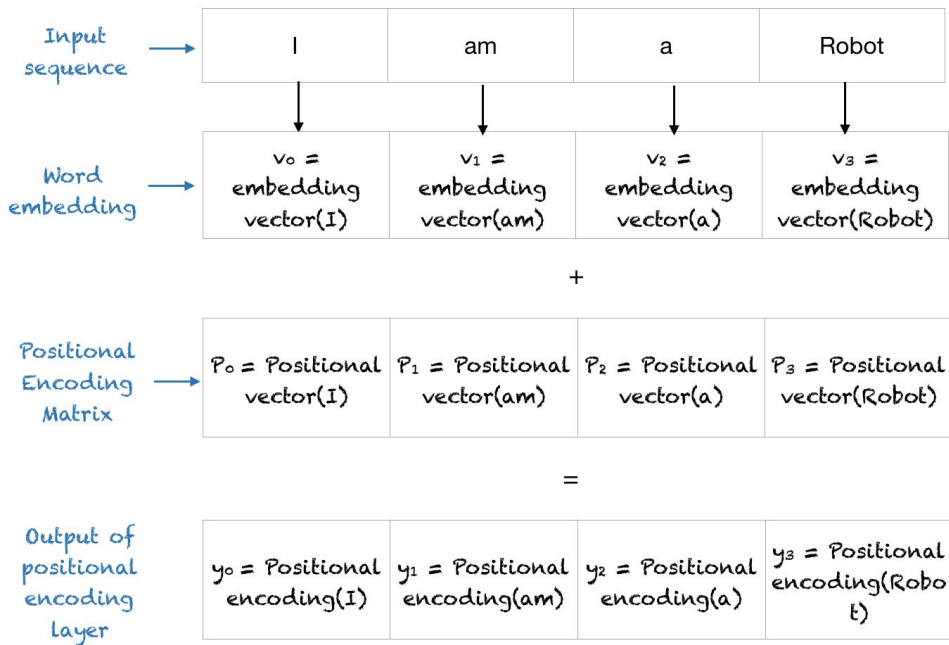 Input
sequence
I
am
a
Robot
Word
embedding
v₀ =
embedding
vector(I)
v₁ =
embedding
vector(am)
v₂ =
embedding
vector(a)
v₃ =
embedding
vector(Robot)
+
Positional
Encoding
Matrix
P₀ = Positional
vector(I)
P₁ = Positional
vector(am)
P₂ = Positional
vector(a)
P₃ = Positional
vector(Robot)
=
Output of
positional
encoding
layer
y₀ = Positional
encoding(I)
y₁ = Positional
encoding(am)
y₂ = Positional
encoding(a)
y₃ = Positional
encoding(Robo
t)